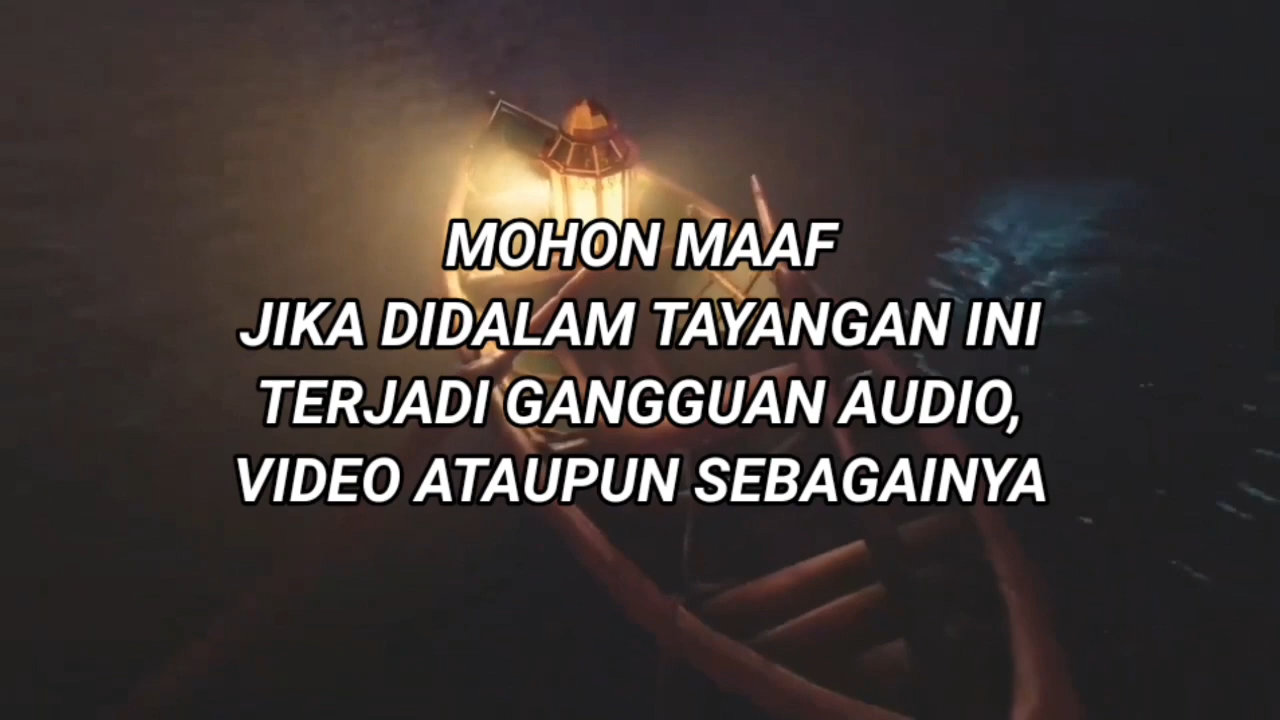 MOHON MAAF
JIKA DIDALAM TAYANGAN INI
TERJADI GANGGUAN AUDIO,
VIDEO ATAUPUN SEBAGAINYA